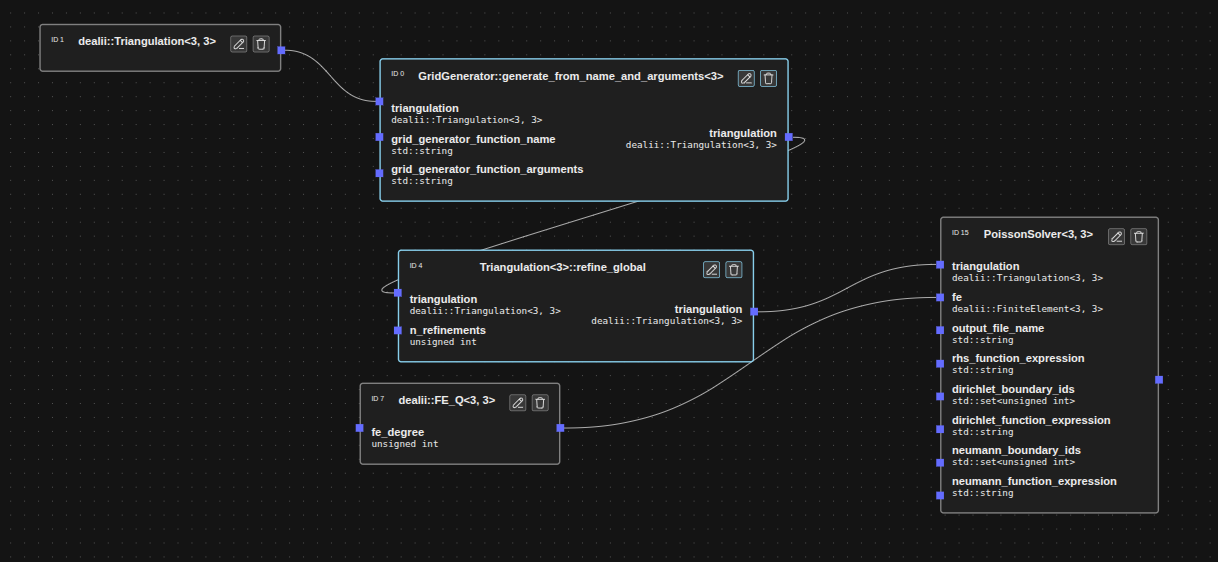 ID 1
dealii::Triangulation<3, 3>
ID 0
GridGenerator::generate_from_name_and_arguments<3>
triangulation
dealii::Triangulation<3, 3>
grid_generator_function_name
std::string
grid_generator_function_arguments
std::string
triangulation
dealii::Triangulation<3, 3>
ID 4
Triangulation<3>::refine_global
triangulation
dealii::Triangulation<3, 3>
n_refinements
unsigned int
triangulation
dealii::Triangulation<3, 3>
ID 7
dealii::FE_Q<3, 3>
fe_degree
unsigned int
ID 15
PoissonSolver<3, 3>
triangulation
dealii::Triangulation<3, 3>
fe
dealii::FiniteElement<3, 3>
output_file_name
std::string
rhs_function_expression
std::string
dirichlet_boundary_ids
std::set<unsigned int>
dirichlet_function_expression
std::string
neumann_boundary_ids
std::set<unsigned int>
neumann_function_expression
std::string